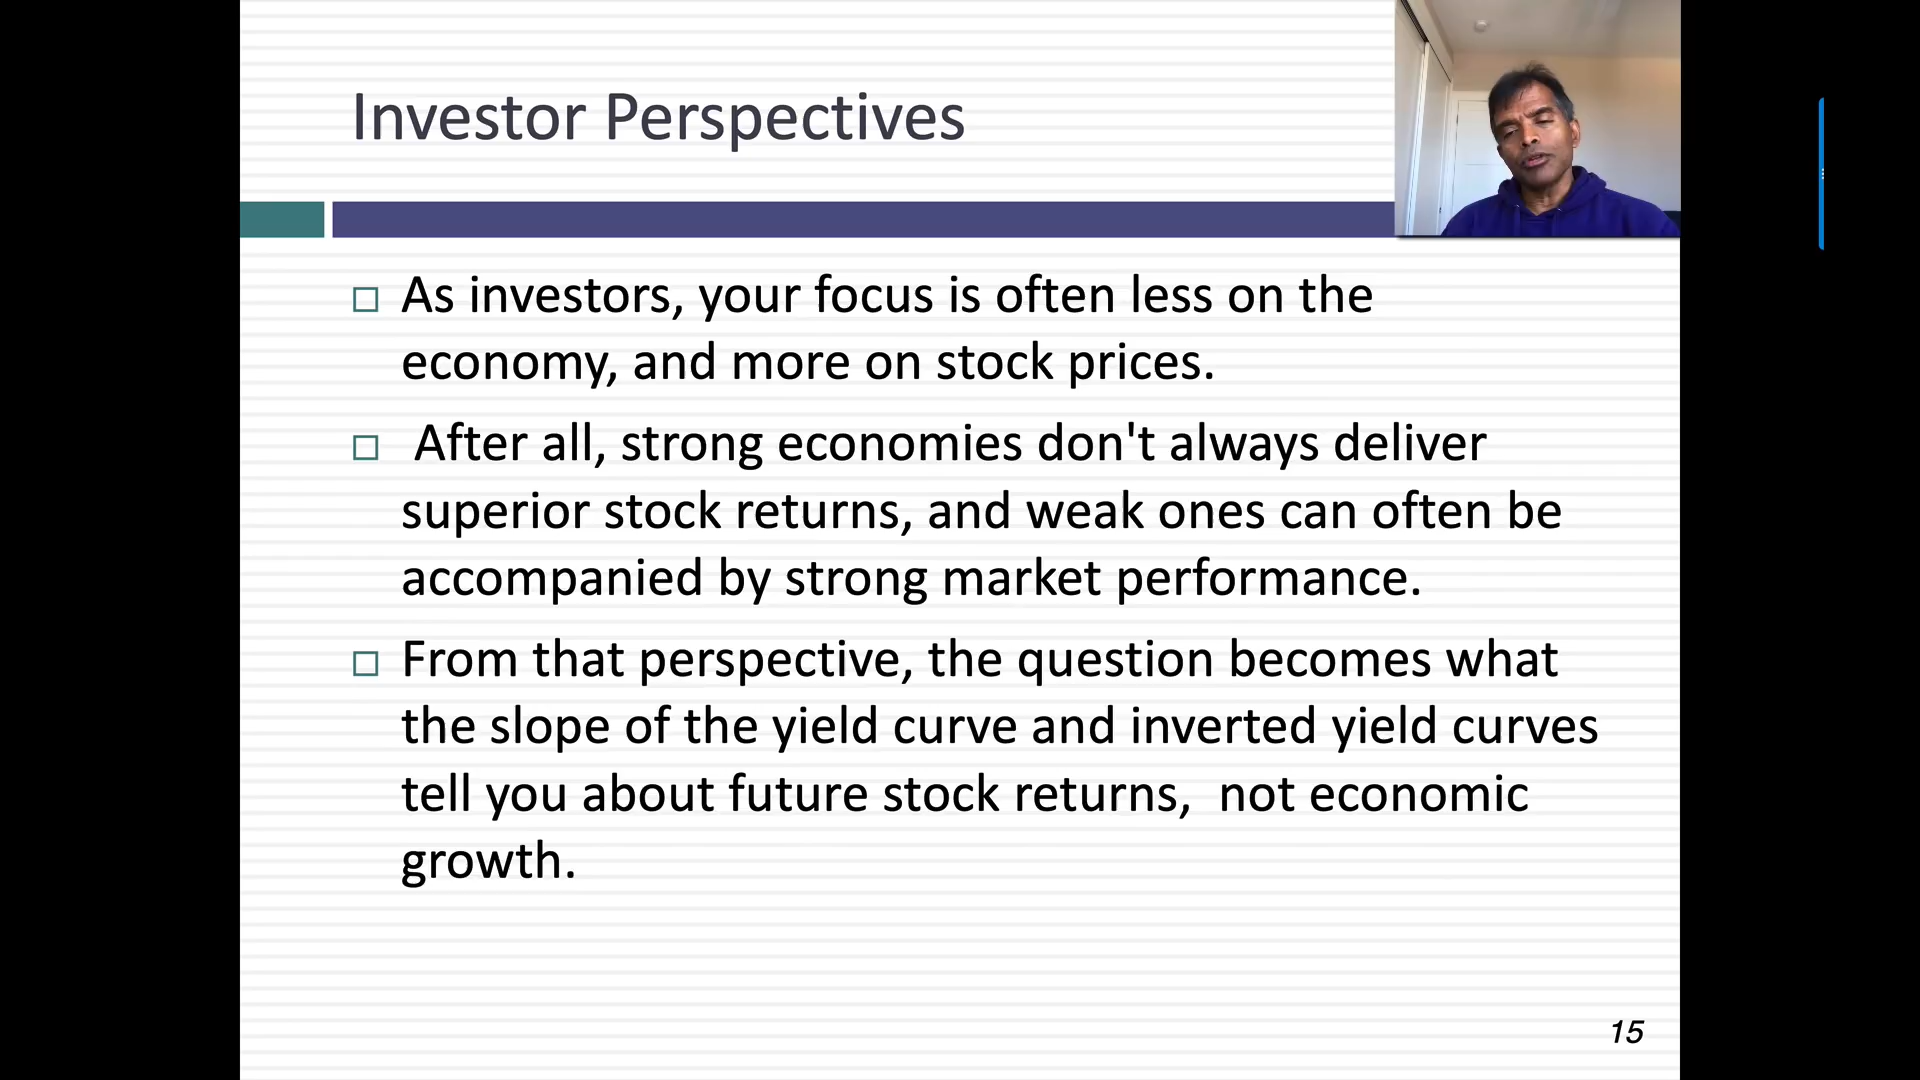 Investor Perspectives
As investors, your focus is often less on the
economy, and more on stock prices.
After all, strong economies don't always deliver
superior stock returns, and weak ones can often be
accompanied by strong market performance.
From that perspective, the question becomes what
the slope of the yield curve and inverted yield curves
tell you about future stock returns,  not economic
growth.
15